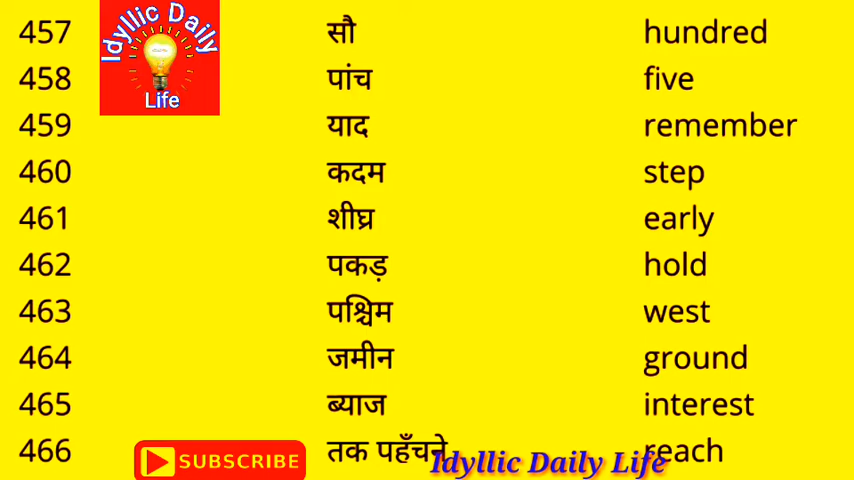 Idyllic Daily
Life
457 सौ hundred
458 पांच five
459 याद remember
460 कदम step
461 शीघ्र early
462 पकड़ hold
463 पश्चिम west
464 जमीन ground
465 ब्याज interest
466 तक पहुँचने reach
SUBSCRIBE
Idyllic Daily Life